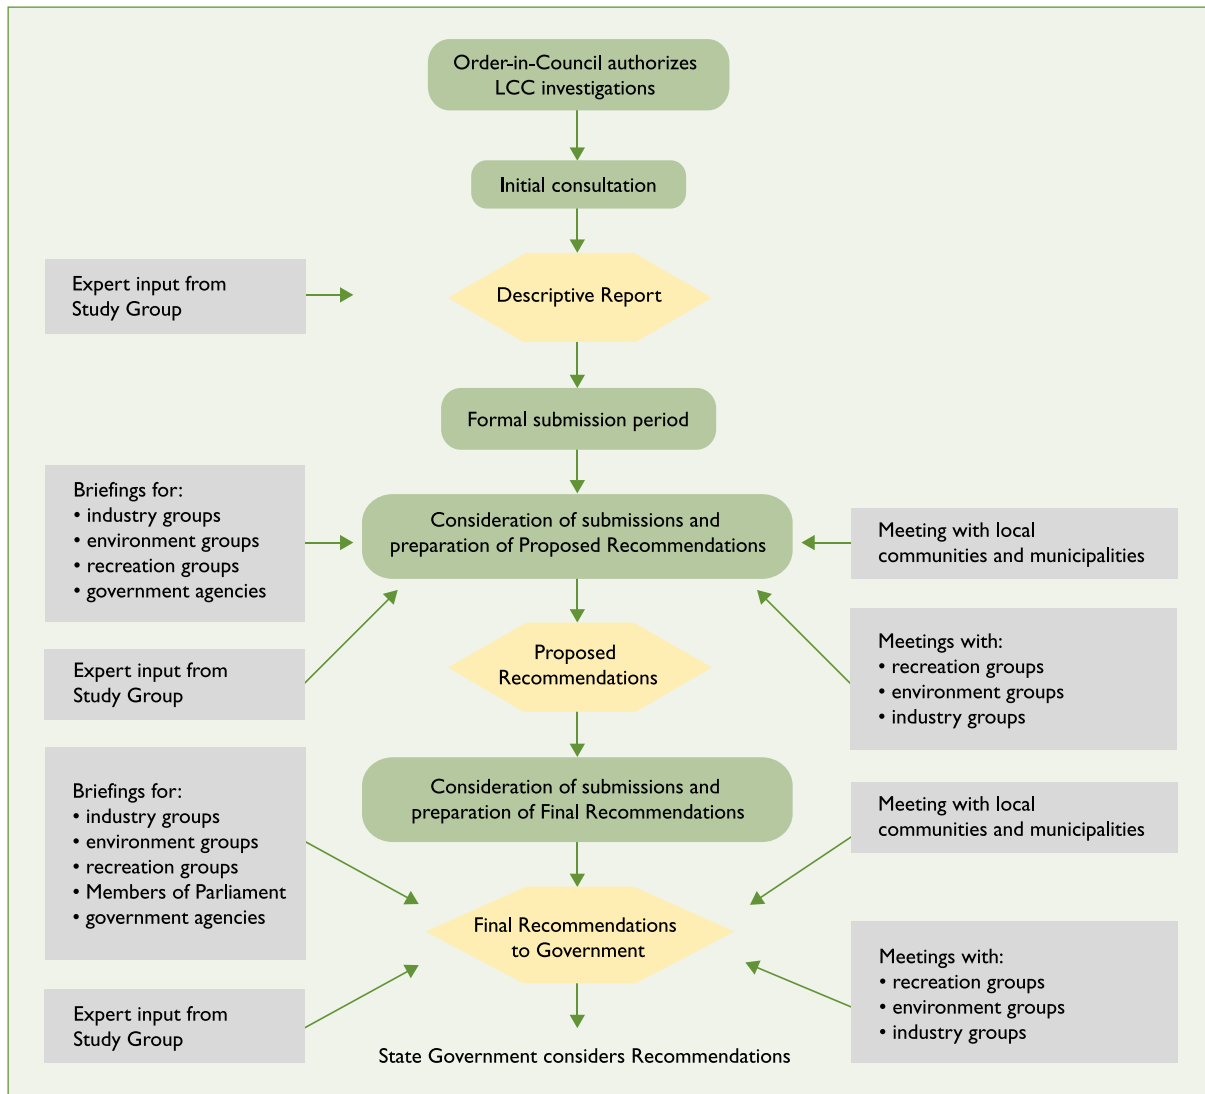 Order-in-Council authorizes
LCC investigations
Initial consultation
Expert input from
Study Group
Descriptive Report
Formal submission period
Briefings for:
• industry groups
• environment groups
• recreation groups
• government agencies
Consideration of submissions and
preparation of Proposed Recommendations
Meeting with local
communities and municipalities
Expert input from
Study Group
Proposed
Recommendations
Meetings with:
• recreation groups
• environment groups
• industry groups
Briefings for:
• industry groups
• environment groups
• recreation groups
• Members of Parliament
• government agencies
Consideration of submissions and
preparation of Final Recommendations
Meeting with local
communities and municipalities
Final Recommendations
to Government
Expert input from
Study Group
Meetings with:
• recreation groups
• environment groups
• industry groups
State Government considers Recommendations